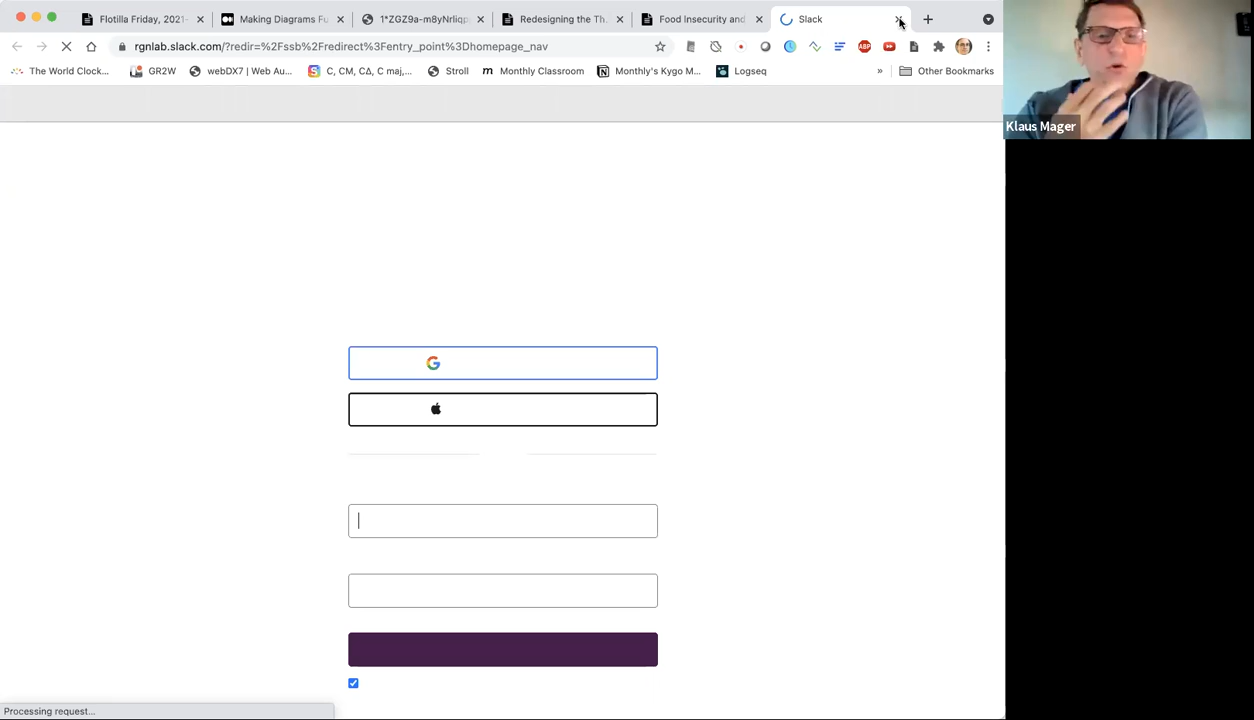 Flotilla Friday, 2021-
Making Diagrams Fu
1*ZGZ9a-m8yNrliqp
Redesigning the Th
Food Insecurity and
Slack
rgnlab.slack.com/?redir=%2Fssb%2Fredirect%3Fentry_point%3Dhomepage_nav
ABP
The World Clock...
GR2W
webDX7 | Web Au...
C, CM, CΔ, C maj,...
Stroll
m Monthly Classroom
Monthly's Kygo M...
Logseq
»
Other Bookmarks
Klaus Mager
Processing request...